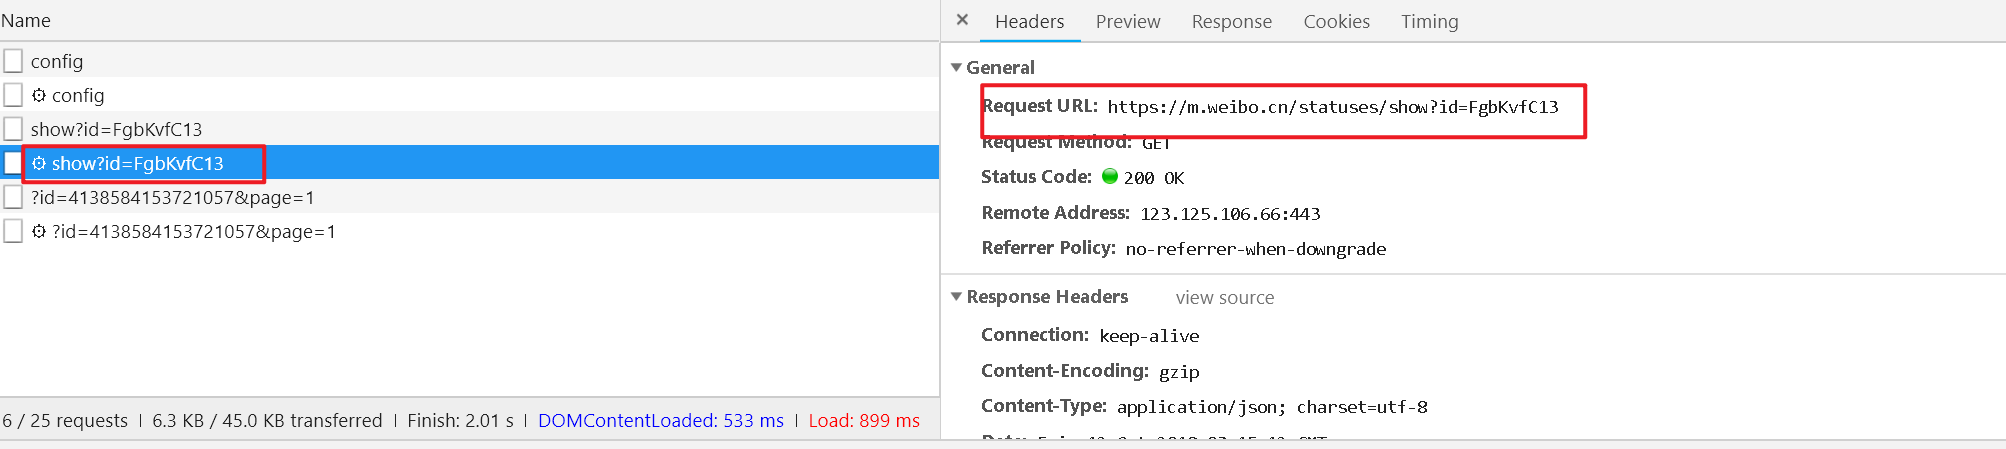 Name
config
config
show?id=FgbKvfC13
show?id=FgbKvfC13
?id=4138584153721057&page=1
?id=4138584153721057&page=1
6 / 25 requests | 6.3 KB / 45.0 KB transferred | Finish: 2.01 s | DOMContentLoaded: 533 ms | Load: 899 ms
× Headers Preview Response Cookies Timing
▼ General
Request URL: https://m.weibo.cn/statuses/show?id=FgbKvfC13
Request Method: GET
Status Code: 200 OK
Remote Address: 123.125.106.66:443
Referrer Policy: no-referrer-when-downgrade
▼ Response Headers view source
Connection: keep-alive
Content-Encoding: gzip
Content-Type: application/json; charset=utf-8